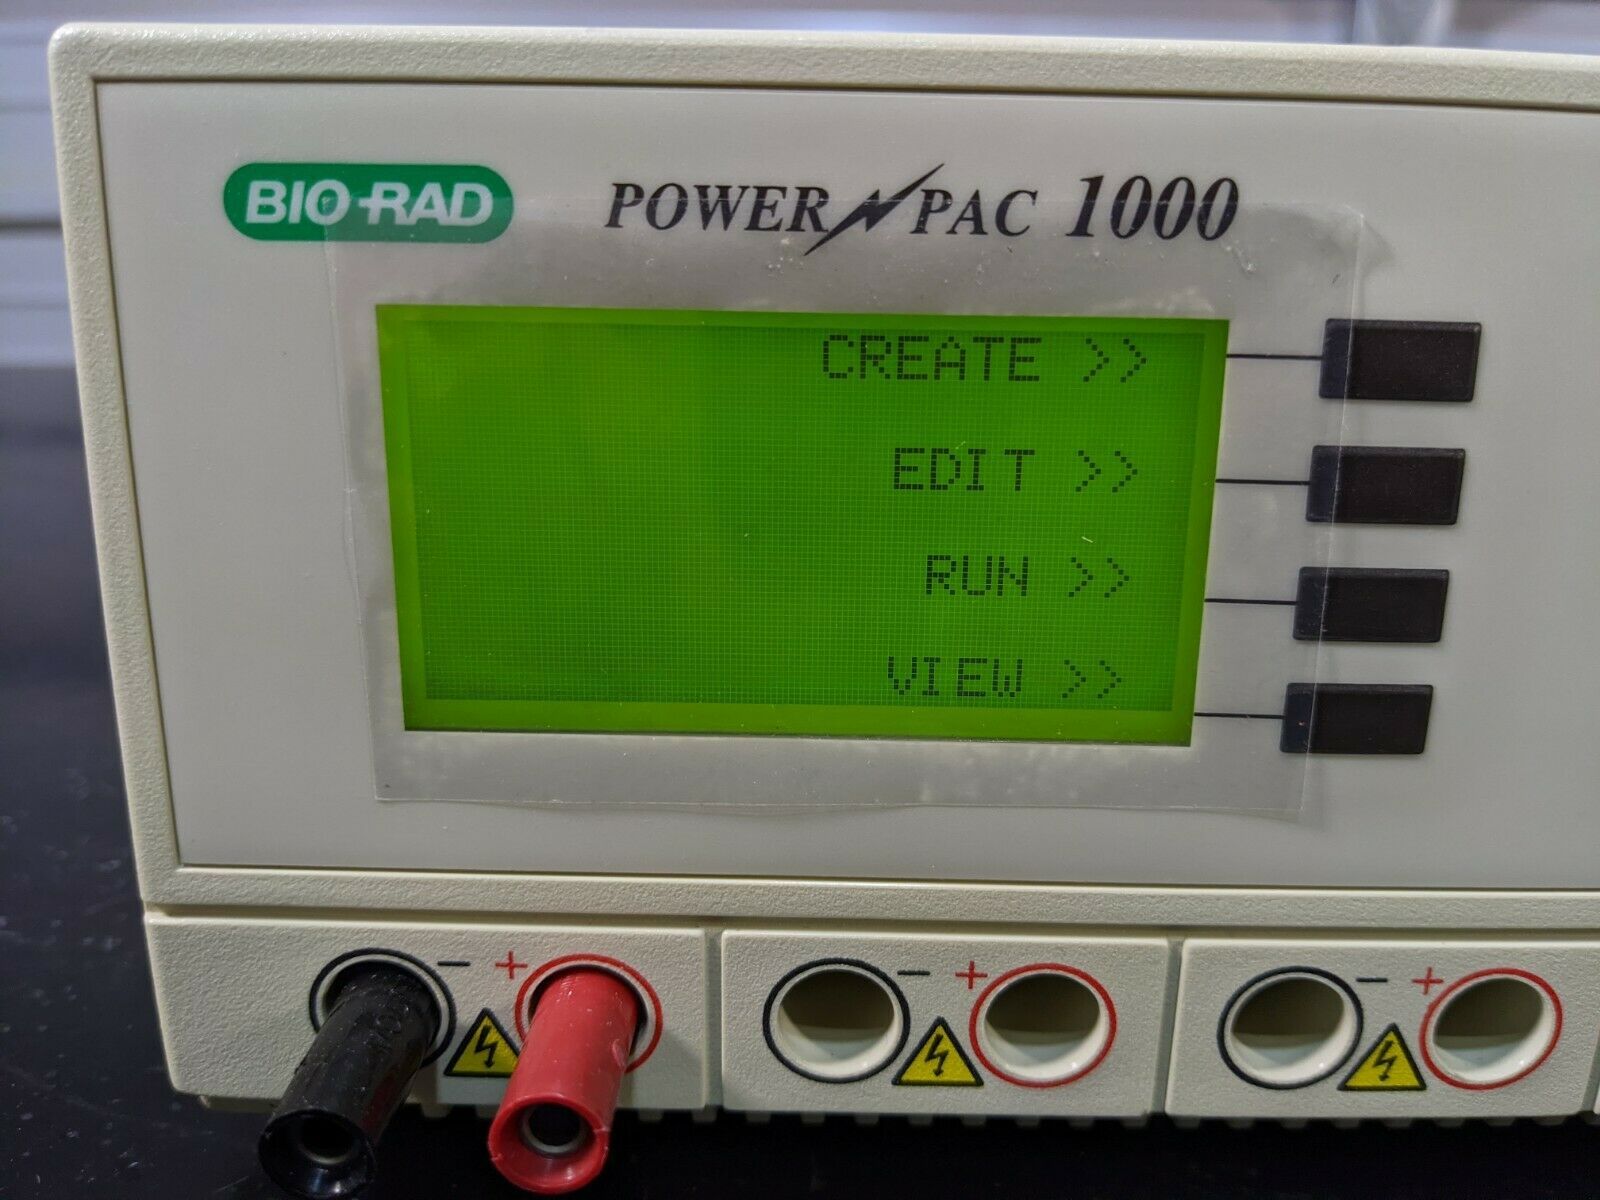 BIO-RAD
POWER PAC 1000
CREATE >>
EDIT >>
RUN >>
VIEW >>
- +
- +
- +